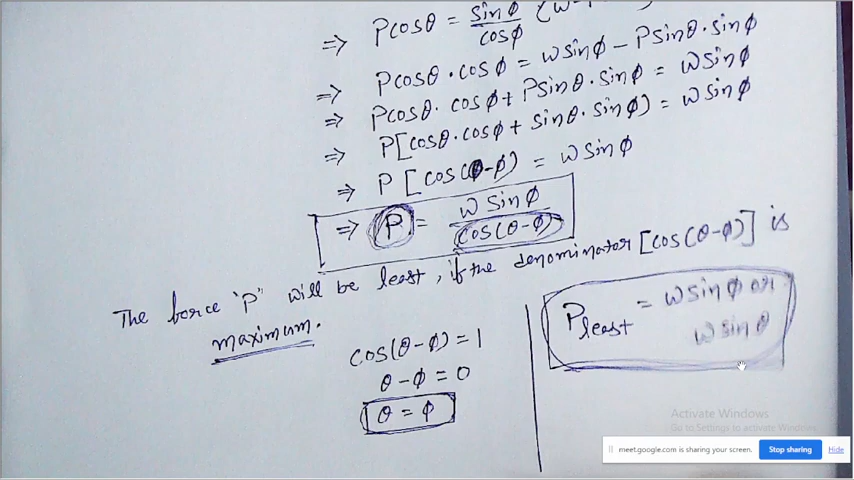 ⇒ Pcosθ = sinϕ/cosϕ {W-
⇒ Pcosθ·cosϕ = Wsinϕ - Psinθ·sinϕ
⇒ Pcosθ·cosϕ + Psinθ·sinϕ = Wsinϕ
⇒ P[cosθ·cosϕ + sinθ·sinϕ) = Wsinϕ
⇒ P[cos(θ-ϕ) = Wsinϕ
⇒ P = W sinϕ/cos(θ-ϕ)
The force "P" will be least, if the denominator [cos(θ-ϕ)] is
maximum.
cos(θ-ϕ) = 1
θ-ϕ = 0
θ = ϕ
Pleast = Wsinϕ or
Wsinθ
Activate Windows
Go to Settings to activate Windows.
meet.google.com is sharing your screen. Stop sharing Hide